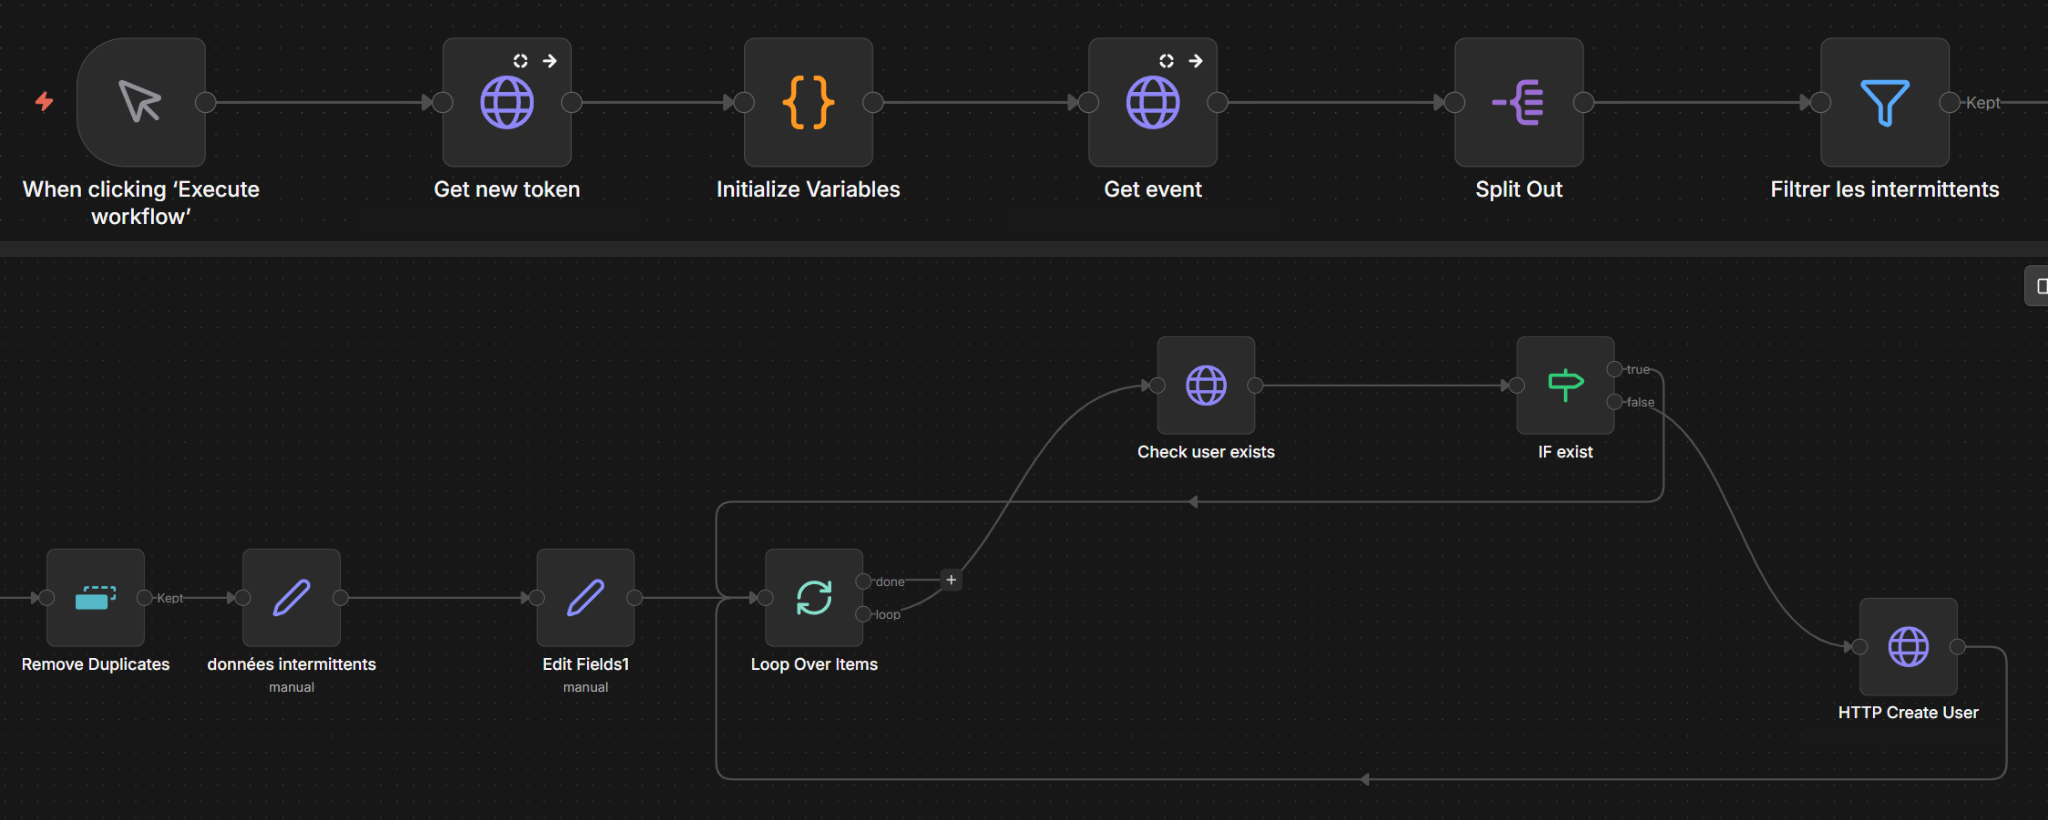 When clicking ‘Execute
workflow’
Get new token
Initialize Variables
Get event
Split Out
Filtrer les intermittents
Kept
true
false
Check user exists
IF exist
Kept
done
loop
Remove Duplicates
données intermittents
manual
Edit Fields1
manual
Loop Over Items
HTTP Create User